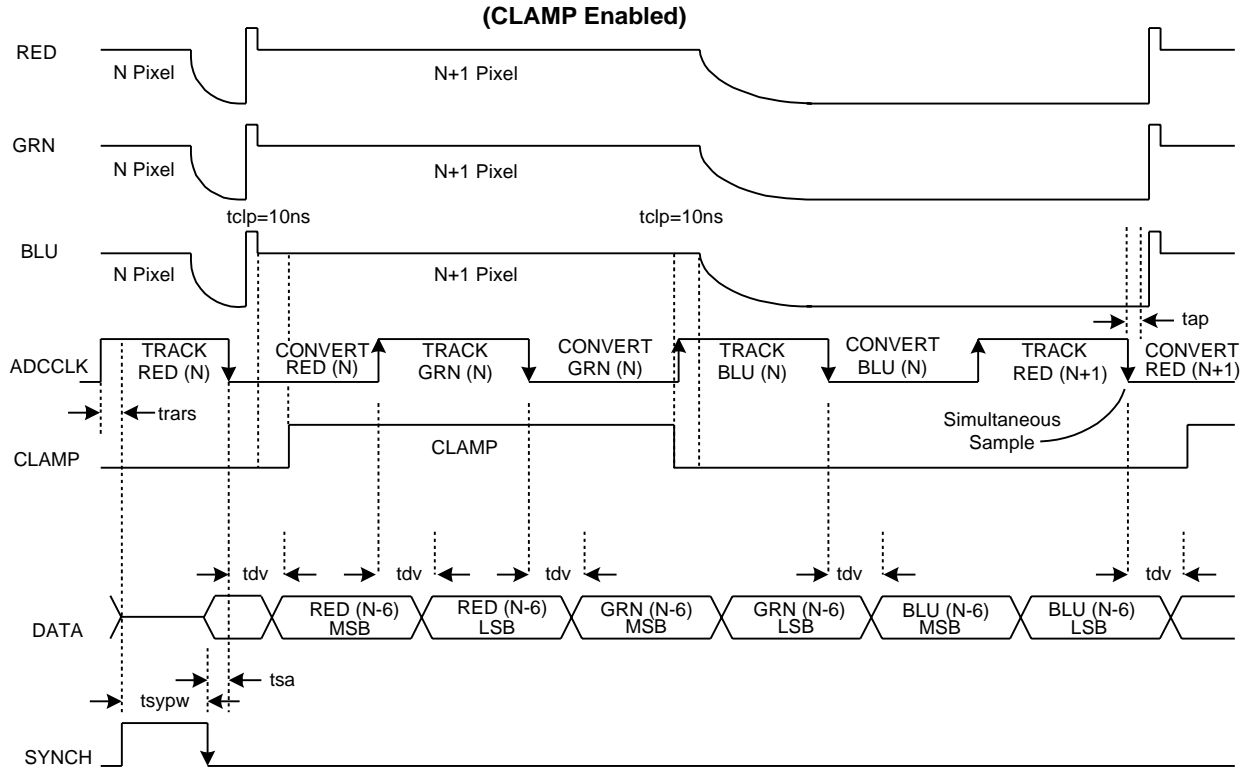 (CLAMP Enabled)
RED
N Pixel
N+1 Pixel
GRN
N Pixel
N+1 Pixel
tclp=10ns
tclp=10ns
BLU
N Pixel
N+1 Pixel
tap
ADCCLK
TRACK
RED (N)
CONVERT
RED (N)
TRACK
GRN (N)
CONVERT
GRN (N)
TRACK
BLU (N)
CONVERT
BLU (N)
TRACK
RED (N+1)
CONVERT
RED (N+1)
trars
Simultaneous
Sample
CLAMP
CLAMP
tdv
tdv
tdv
tdv
tdv
DATA
RED (N-6)
MSB
RED (N-6)
LSB
GRN (N-6)
MSB
GRN (N-6)
LSB
BLU (N-6)
MSB
BLU (N-6)
LSB
tsa
tsypw
SYNCH